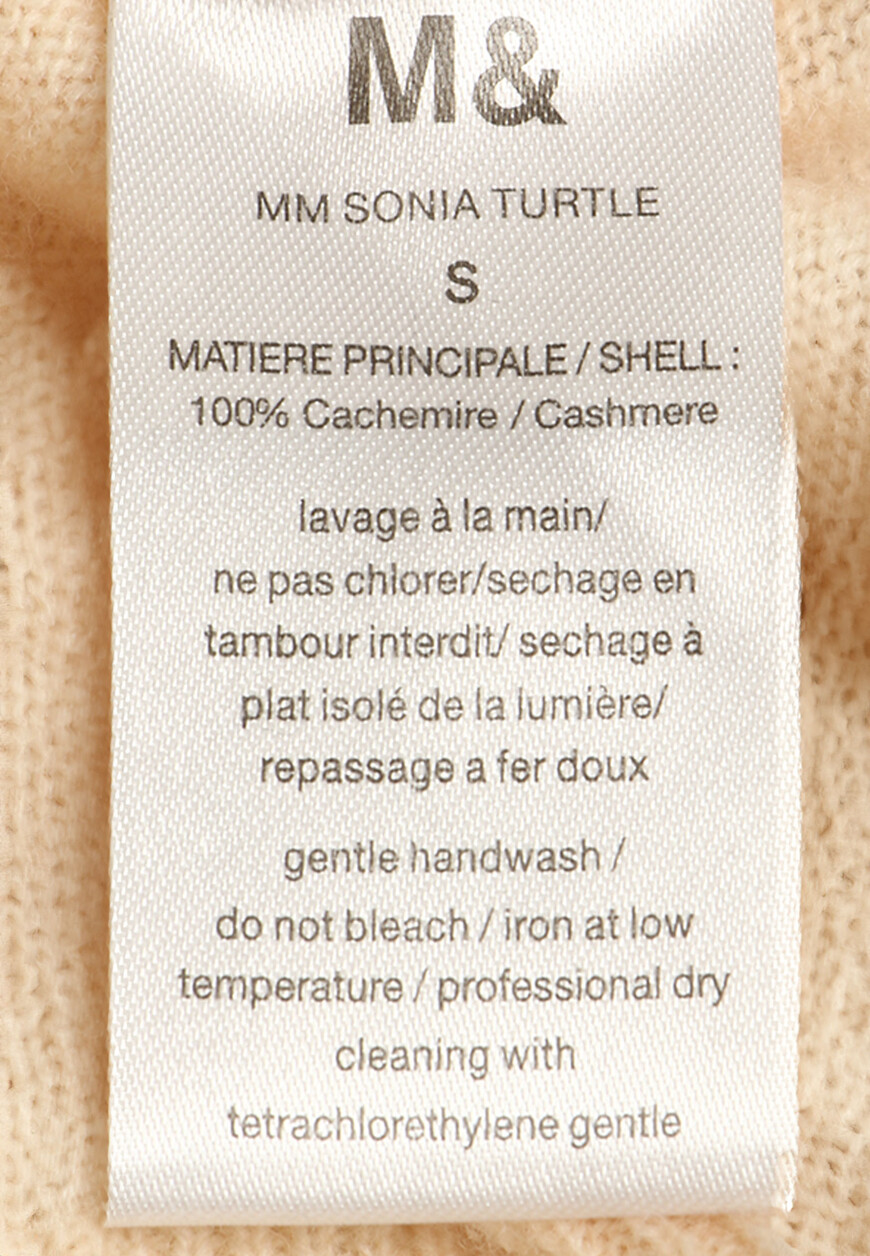 M&
MM SONIA TURTLE
S
MATIERE PRINCIPALE / SHELL :
100% Cachemire / Cashmere
lavage à la main/
ne pas chlorer/sechage en
tambour interdit/ sechage à
plat isolé de la lumière/
repassage a fer doux
gentle handwash /
do not bleach / iron at low
temperature / professional dry
cleaning with
tetrachlorethylene gentle